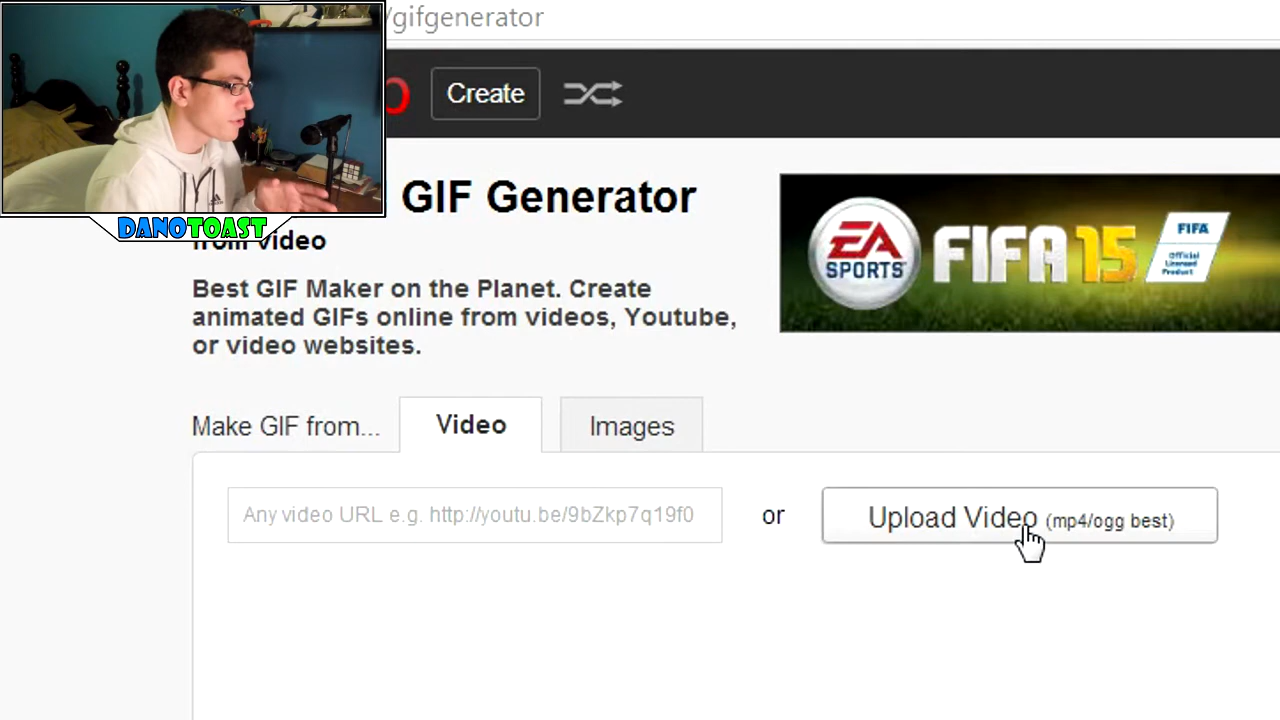 /gifgenerator
Create
GIF Generator
from video
DANOTOAST
Best GIF Maker on the Planet. Create
animated GIFs online from videos, Youtube,
or video websites.
EA
SPORTS
FIFA 15
FIFA
Official
Licensed
Product
Make GIF from...
Video
Images
Any video URL e.g. http://youtu.be/9bZkp7q19f0
or
Upload Video (mp4/ogg best)